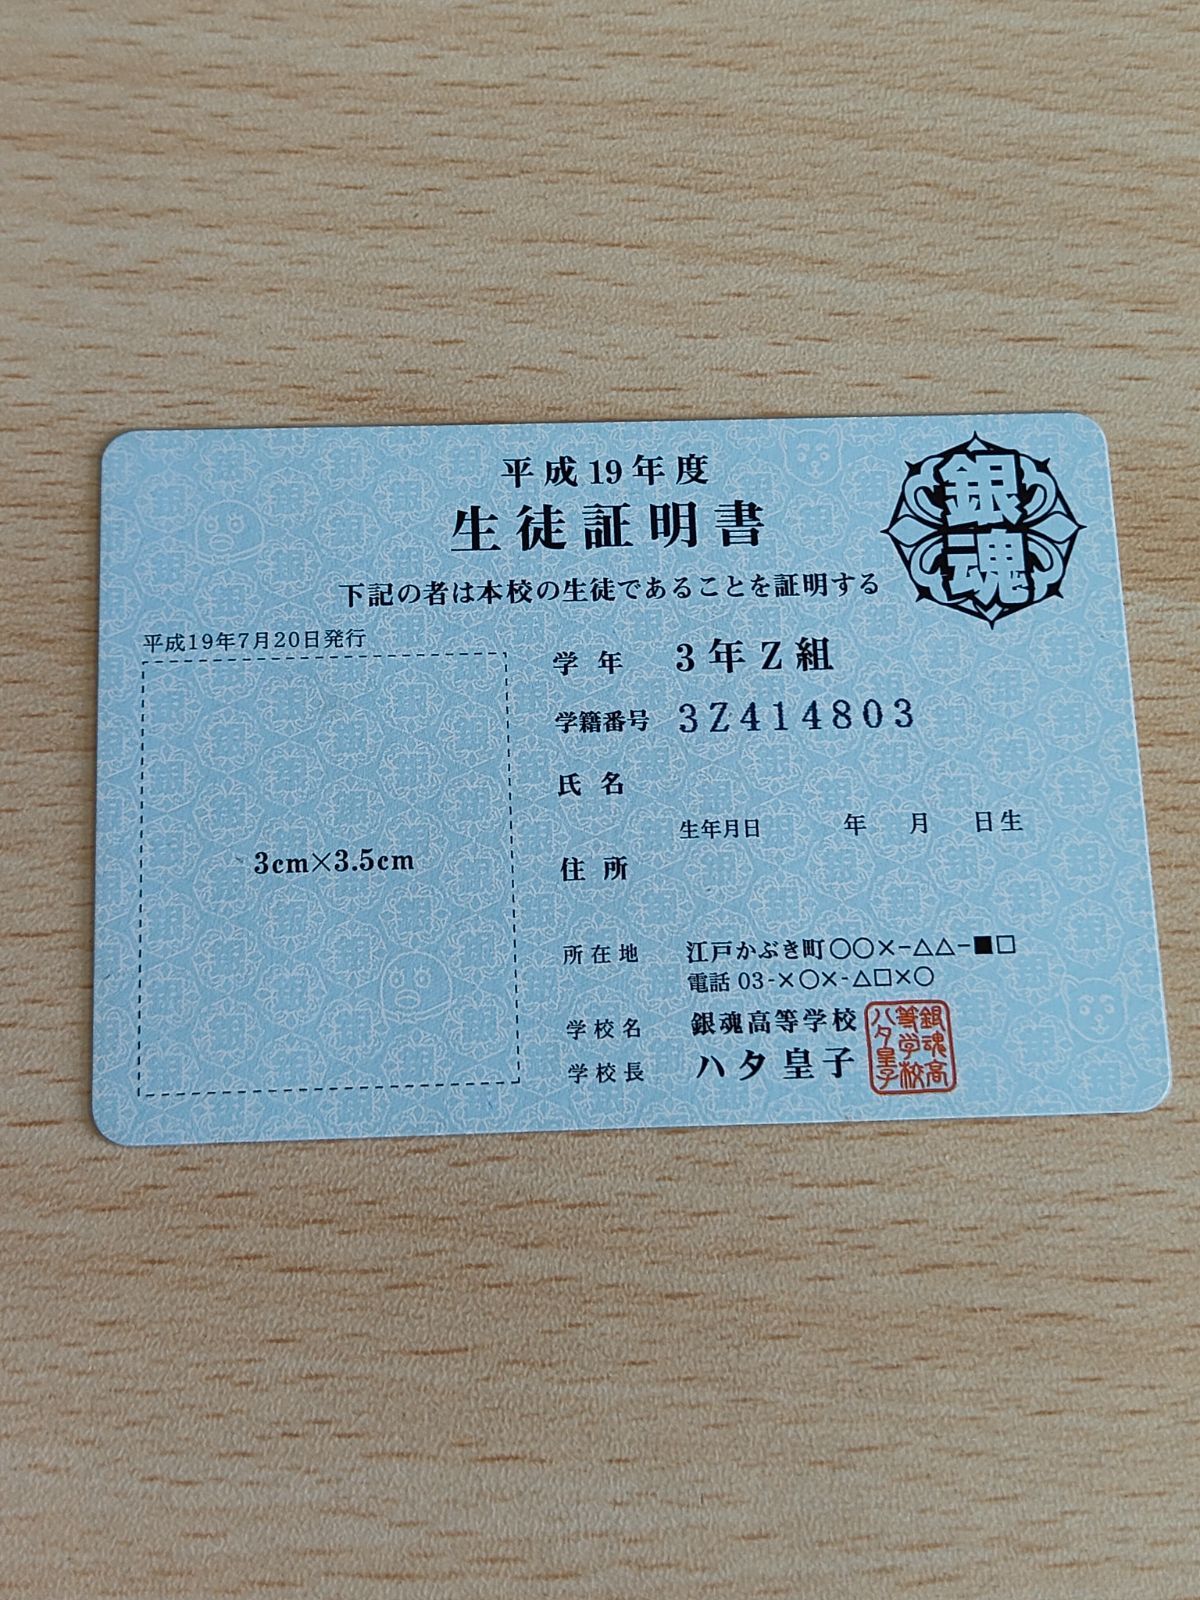 平成19年度
生徒証明書
銀魂
下記の者は本校の生徒であることを証明する
平成19年7月20日発行
3cm×3.5cm
学年 3年Z組
学籍番号 3Z414803
氏名
生年月日 年 月 日生
住所
所在地 江戸かぶき町○○×−△△−■□
電話 03-×○×-△□×○
学校名 銀魂高等学校
学校長 ハタ皇子
銀魂高
等学校
ハタ皇子